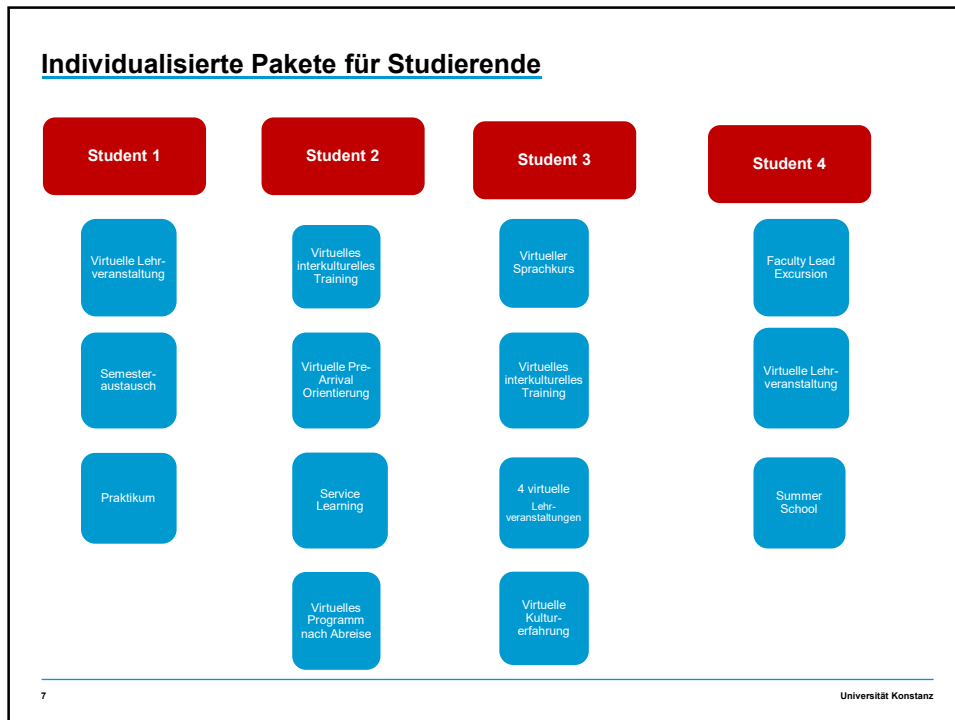 Individualisierte Pakete für Studierende
Student 1
Virtuelle Lehr-
veranstaltung
Semester-
austausch
Praktikum
Student 2
Virtuelles
interkulturelles
Training
Virtuelle Pre-
Arrival
Orientierung
Service
Learning
Virtuelles
Programm
nach Abreise
Student 3
Virtueller
Sprachkurs
Virtuelles
interkulturelles
Training
4 virtuelle
Lehr-
veranstaltungen
Virtuelle
Kultur-
erfahrung
Student 4
Faculty Lead
Excursion
Virtuelle Lehr-
veranstaltung
Summer
School
7
Universität Konstanz